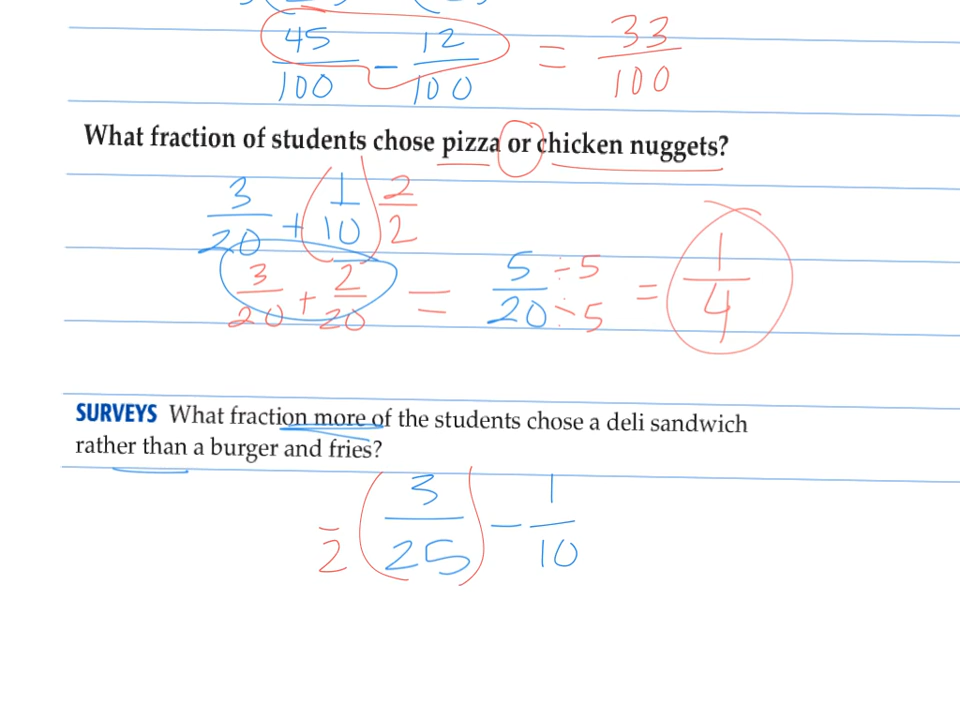 45/100 - 12/100 = 33/100
What fraction of students chose pizza or chicken nuggets?
3/20 + (1/10) 2/2
3/20 + 2/20 = 5/20 ÷5/÷5 = 1/4
SURVEYS What fraction more of the students chose a deli sandwich
rather than a burger and fries?
–/2 (3/25) - 1/10